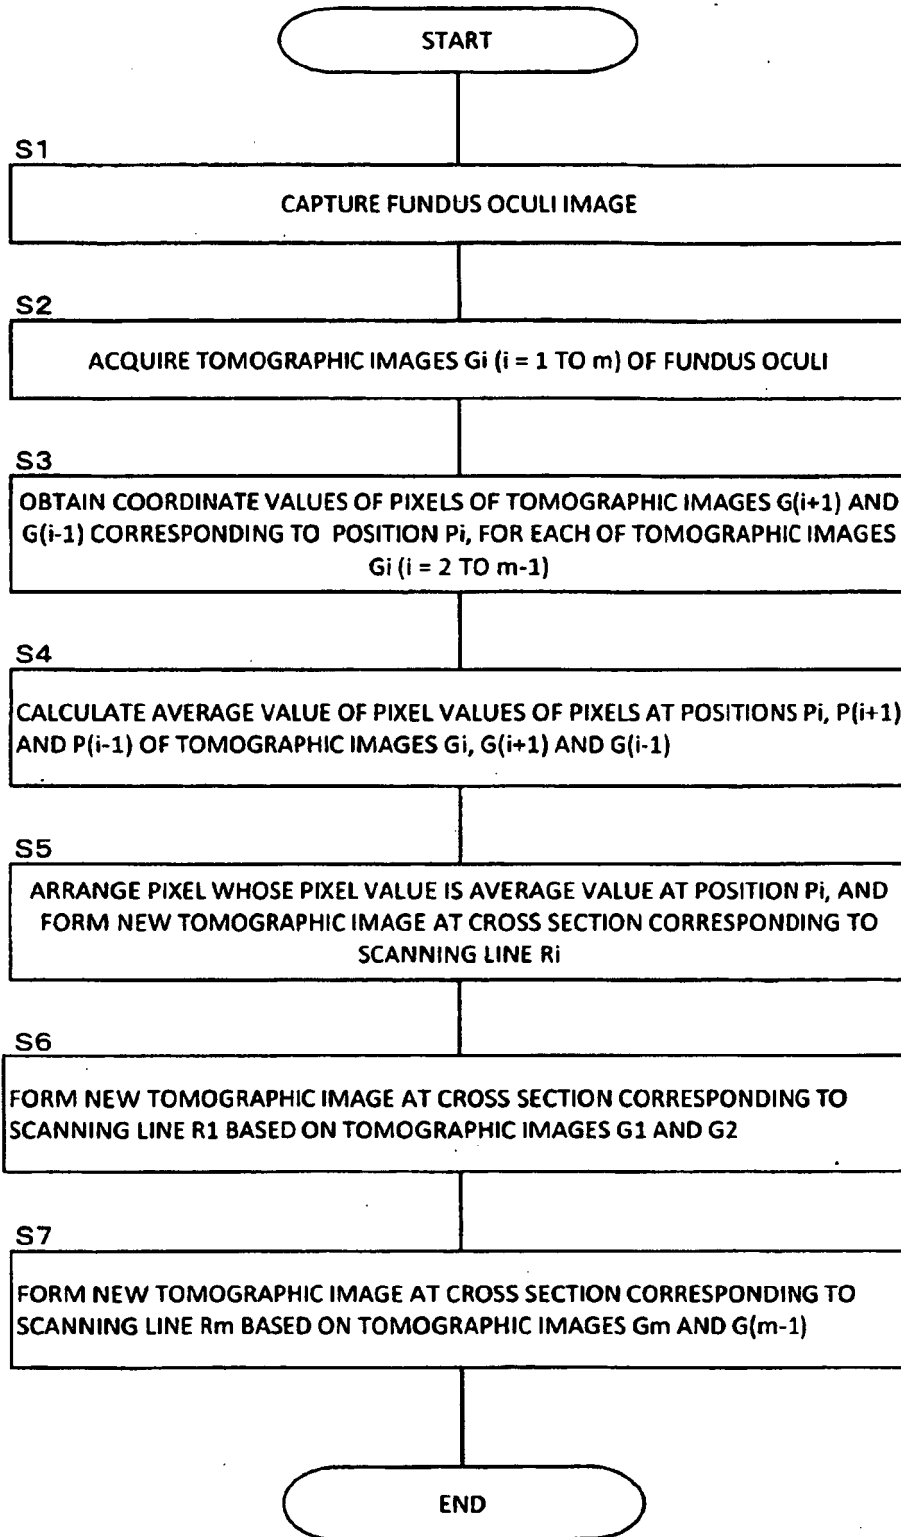 START
S1
CAPTURE FUNDUS OCULI IMAGE
S2
ACQUIRE TOMOGRAPHIC IMAGES Gi (i = 1 TO m) OF FUNDUS OCULI
S3
OBTAIN COORDINATE VALUES OF PIXELS OF TOMOGRAPHIC IMAGES G(i+1) AND
G(i-1) CORRESPONDING TO POSITION Pi, FOR EACH OF TOMOGRAPHIC IMAGES
Gi (i = 2 TO m-1)
S4
CALCULATE AVERAGE VALUE OF PIXEL VALUES OF PIXELS AT POSITIONS Pi, P(i+1)
AND P(i-1) OF TOMOGRAPHIC IMAGES Gi, G(i+1) AND G(i-1)
S5
ARRANGE PIXEL WHOSE PIXEL VALUE IS AVERAGE VALUE AT POSITION Pi, AND
FORM NEW TOMOGRAPHIC IMAGE AT CROSS SECTION CORRESPONDING TO
SCANNING LINE Ri
S6
FORM NEW TOMOGRAPHIC IMAGE AT CROSS SECTION CORRESPONDING TO
SCANNING LINE R1 BASED ON TOMOGRAPHIC IMAGES G1 AND G2
S7
FORM NEW TOMOGRAPHIC IMAGE AT CROSS SECTION CORRESPONDING TO
SCANNING LINE Rm BASED ON TOMOGRAPHIC IMAGES Gm AND G(m-1)
END